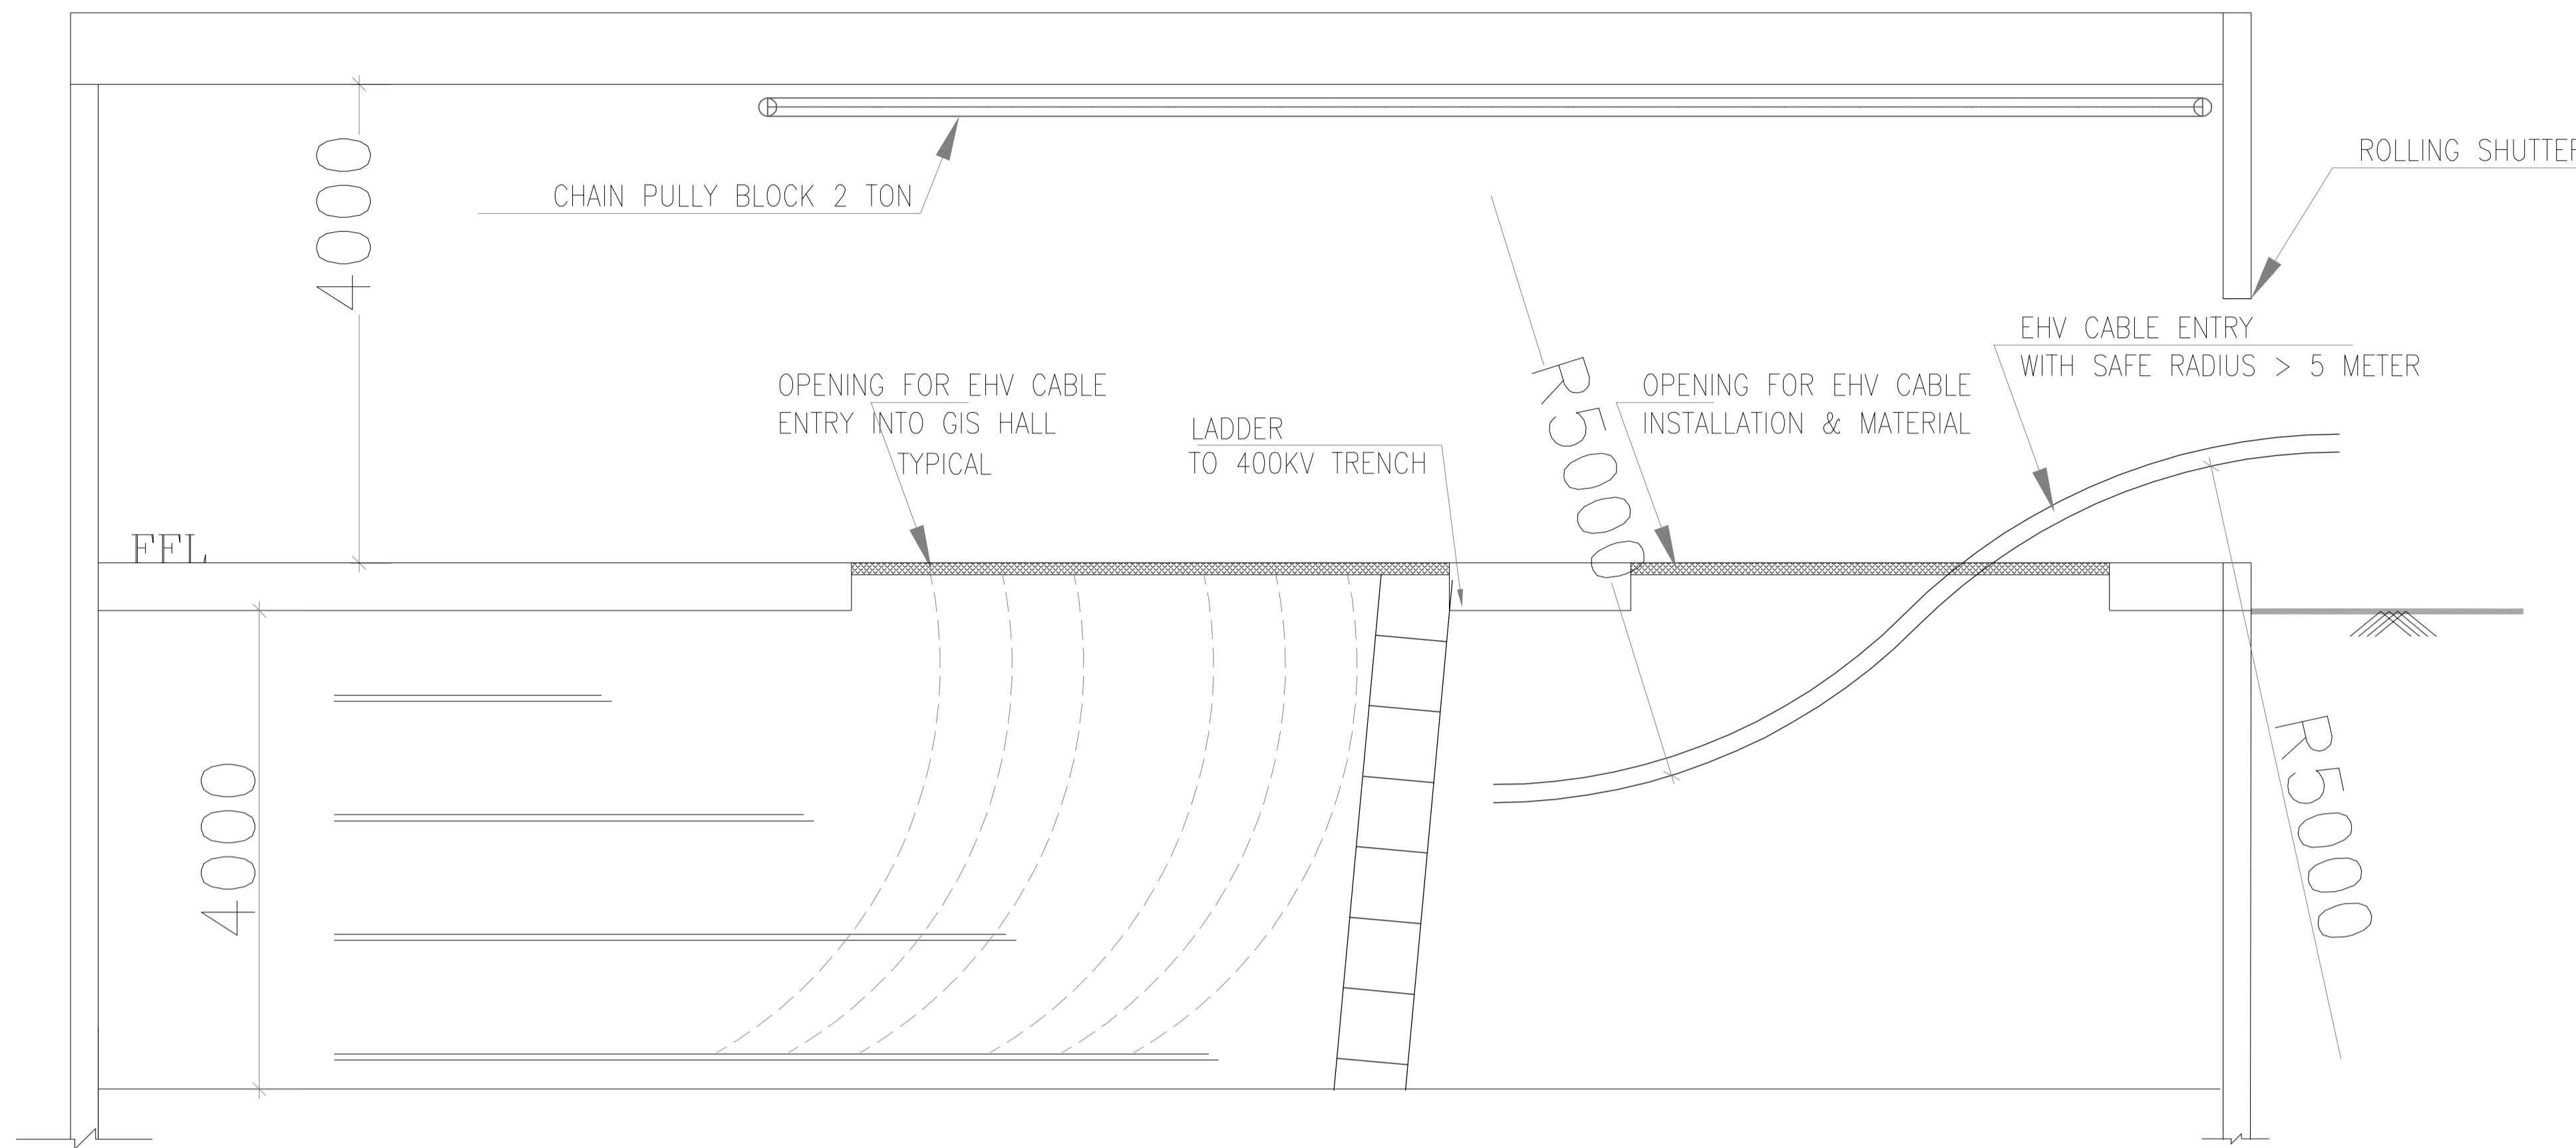 ROLLING SHUTTER
4000
CHAIN PULLY BLOCK 2 TON
EHV CABLE ENTRY
WITH SAFE RADIUS > 5 METER
OPENING FOR EHV CABLE
ENTRY INTO GIS HALL
TYPICAL
LADDER
TO 400KV TRENCH
R5000
OPENING FOR EHV CABLE
INSTALLATION & MATERIAL
FFL
4000
R5000